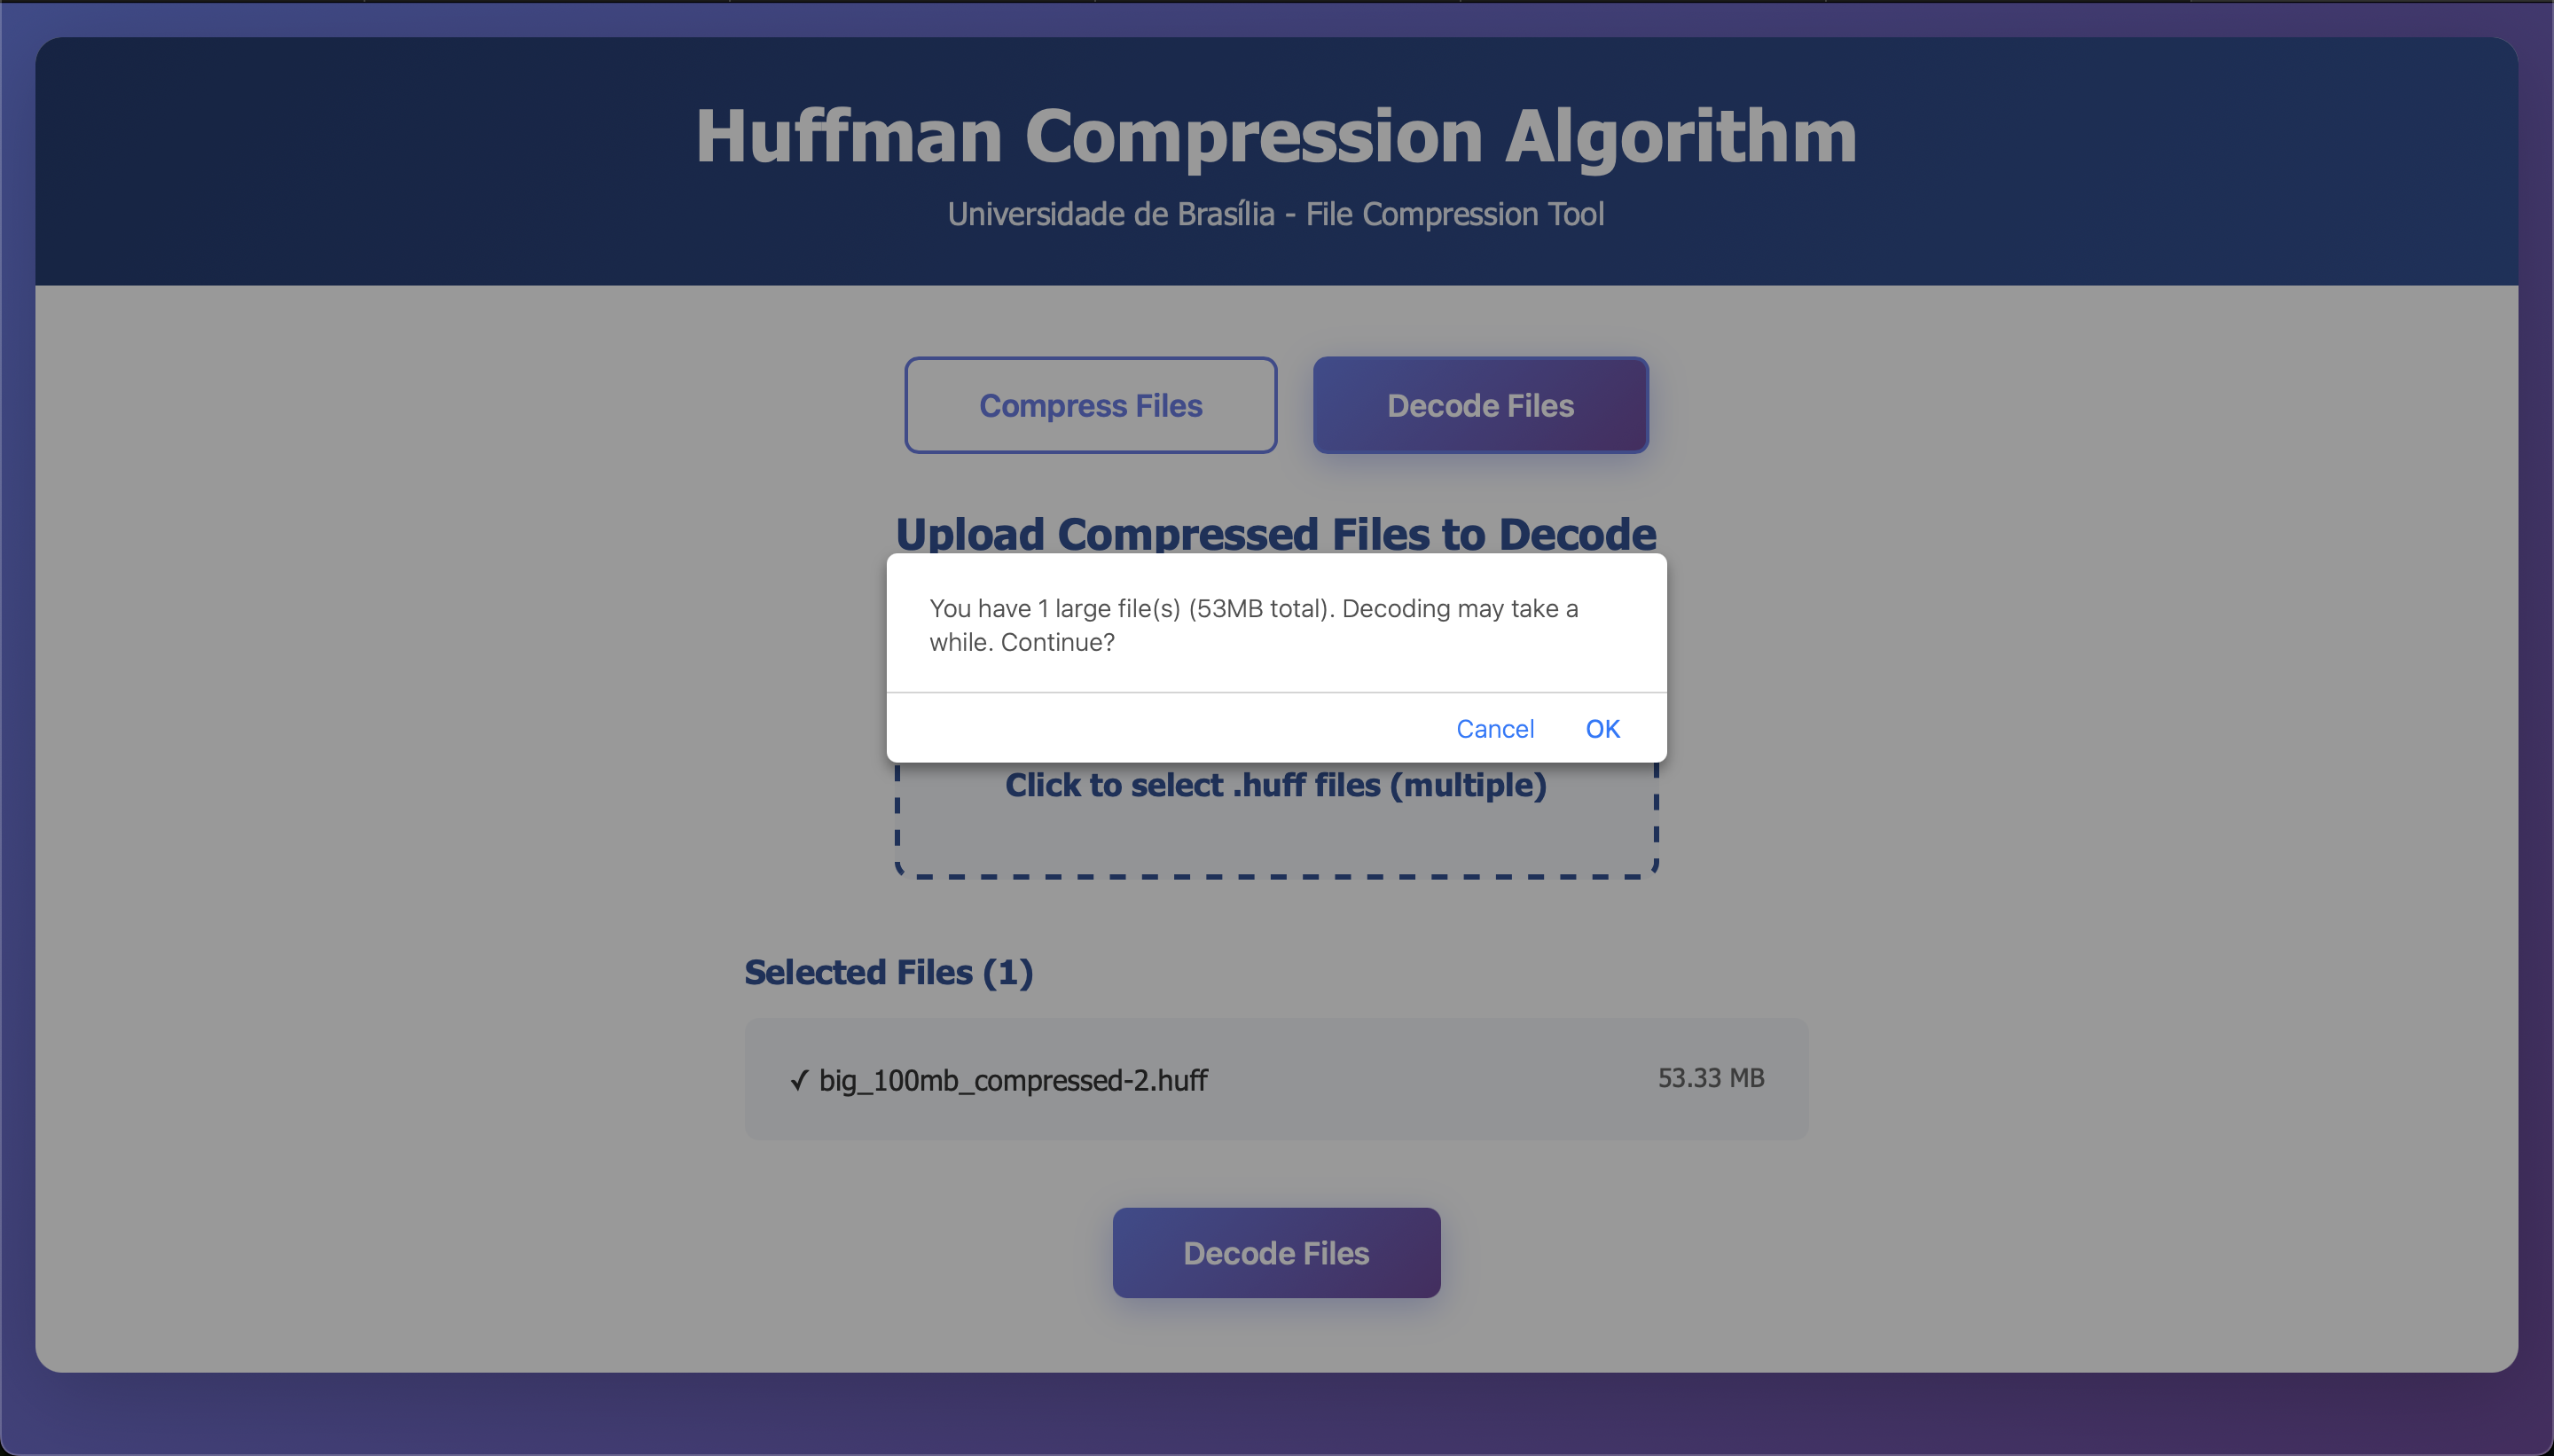 Huffman Compression Algorithm
Universidade de Brasília - File Compression Tool
Compress Files
Decode Files
Upload Compressed Files to Decode
You have 1 large file(s) (53MB total). Decoding may take a
while. Continue?
Cancel
OK
Click to select .huff files (multiple)
Selected Files (1)
✓ big_100mb_compressed-2.huff
53.33 MB
Decode Files